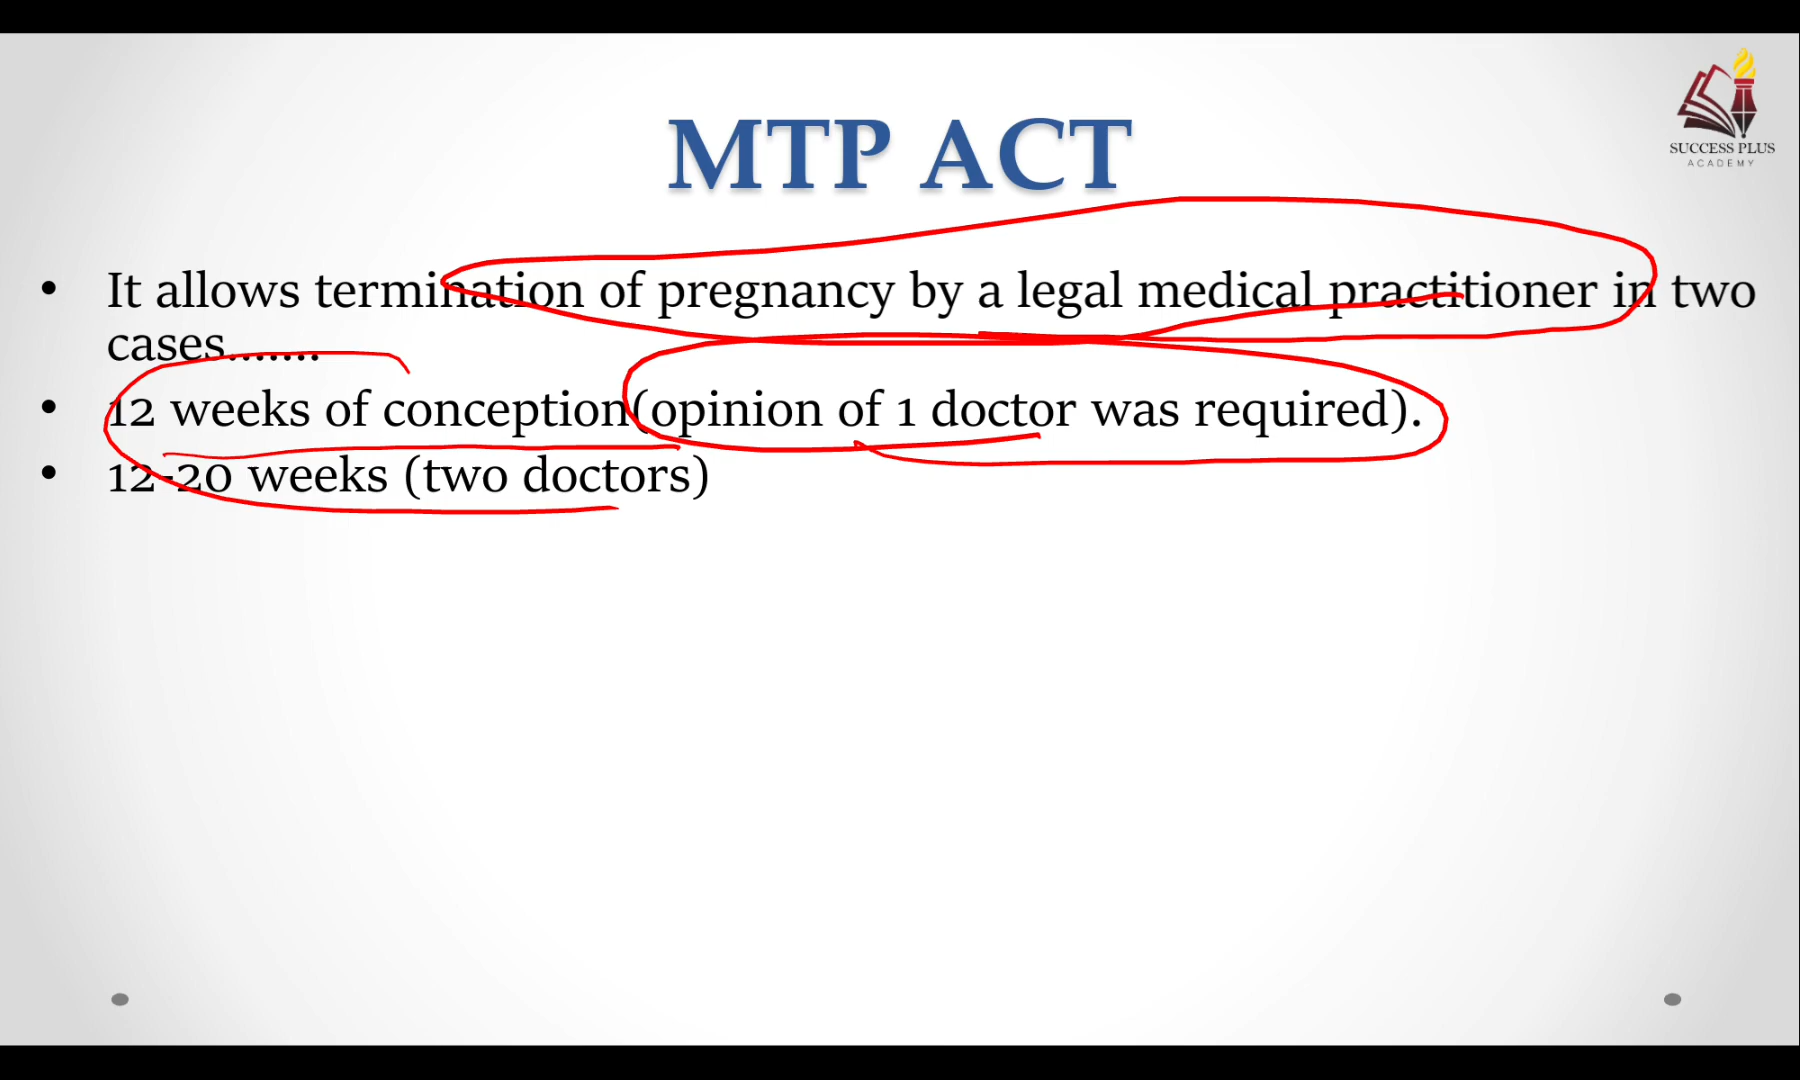 SUCCESS PLUS
ACADEMY
MTP ACT
• It allows termination of pregnancy by a legal medical practitioner in two
cases.......
• 12 weeks of conception(opinion of 1 doctor was required).
• 12-20 weeks (two doctors)